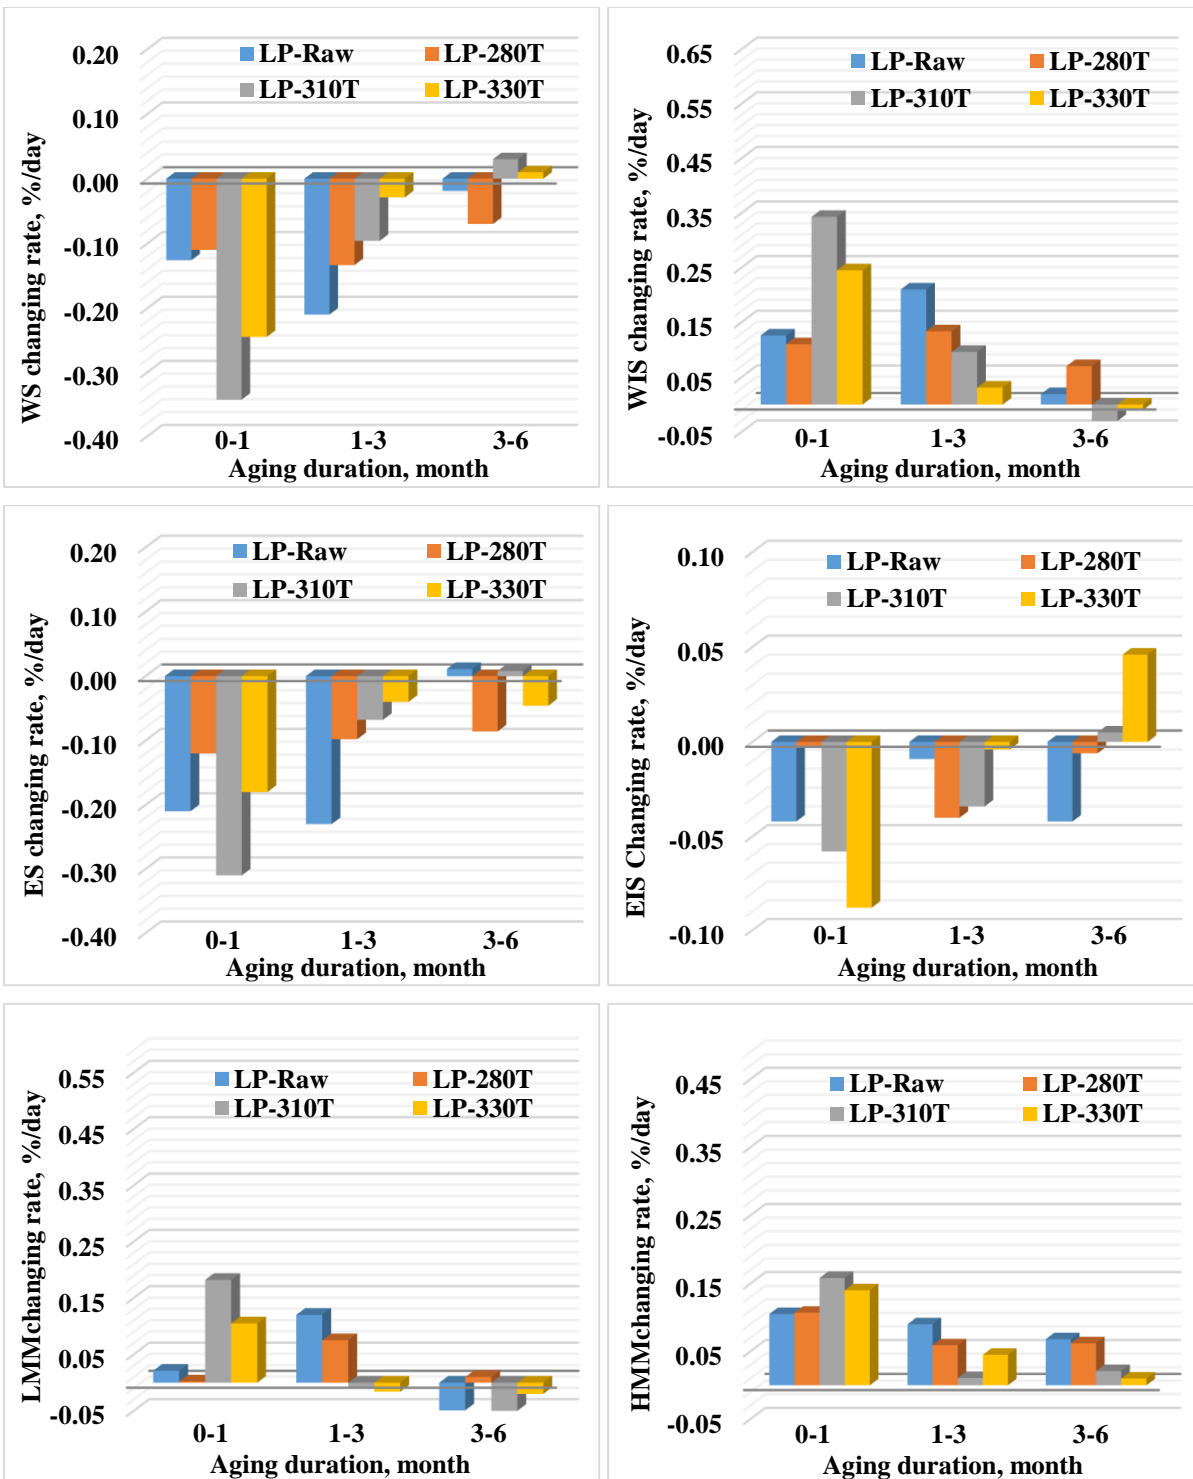 WS changing rate, %/day
LP-Raw LP-280T
LP-310T LP-330T
0.20
0.10
0.00
-0.10
-0.20
-0.30
-0.40
0-1 1-3 3-6
Aging duration, month
WIS changing rate, %/day
LP-Raw LP-280T
LP-310T LP-330T
0.65
0.55
0.45
0.35
0.25
0.15
0.05
-0.05
0-1 1-3 3-6
Aging duration, month
ES changing rate, %/day
LP-Raw LP-280T
LP-310T LP-330T
0.20
0.10
0.00
-0.10
-0.20
-0.30
-0.40
0-1 1-3 3-6
Aging duration, month
EIS Changing rate, %/day
LP-Raw LP-280T
LP-310T LP-330T
0.10
0.05
0.00
-0.05
-0.10
0-1 1-3 3-6
Aging duration, month
LMMchanging rate, %/day
LP-Raw LP-280T
LP-310T LP-330T
0.55
0.45
0.35
0.25
0.15
0.05
-0.05
0-1 1-3 3-6
Aging duration, month
HMMchanging rate, %/day
LP-Raw LP-280T
LP-310T LP-330T
0.45
0.35
0.25
0.15
0.05
-0.05
0-1 1-3 3-6
Aging duration, month